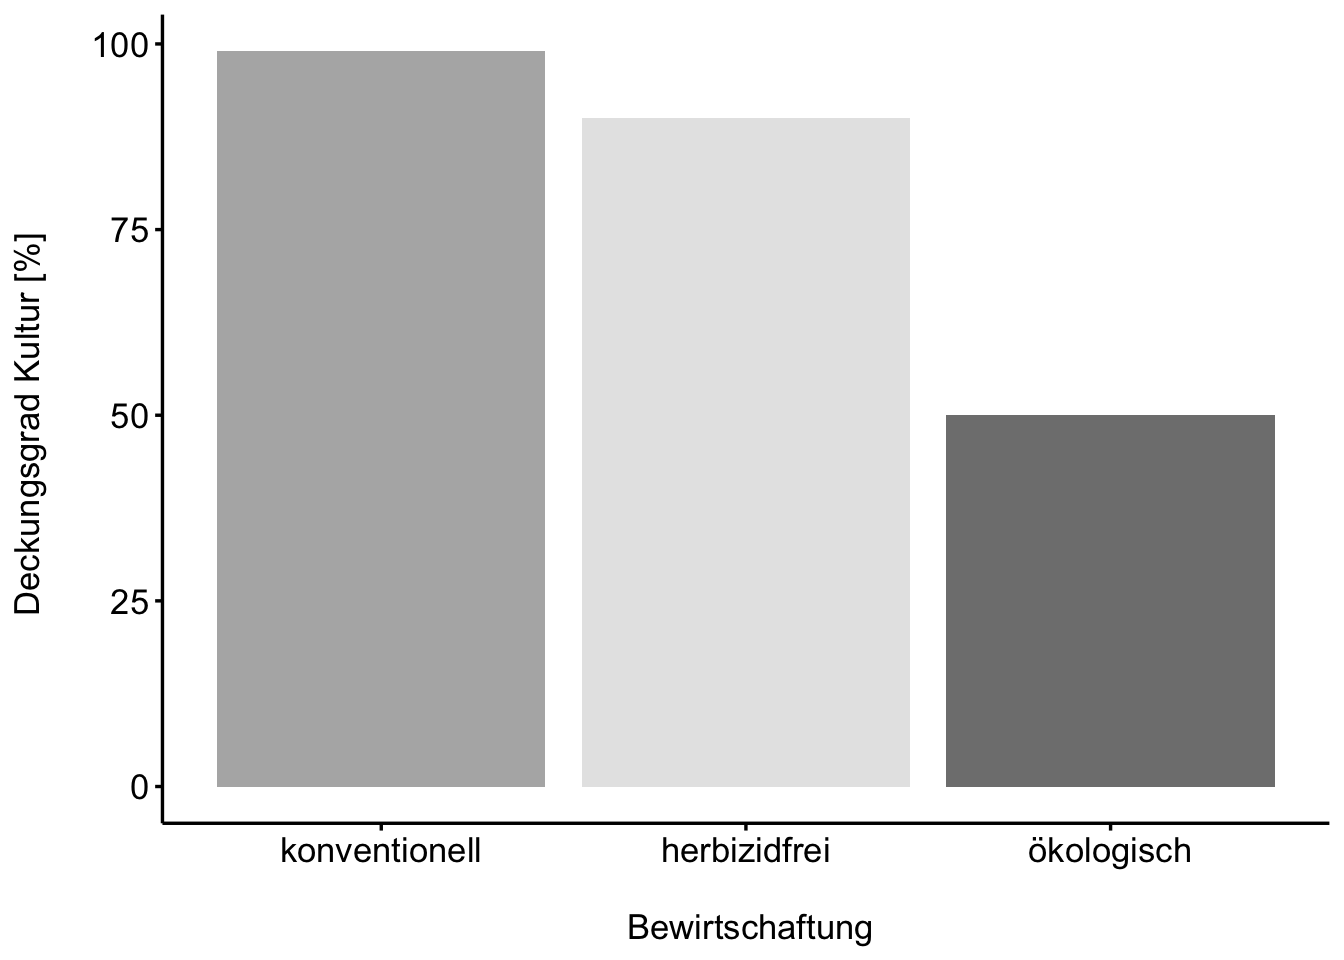 Deckungsgrad Kultur [%]
100
75
50
25
0
konventionell herbizidfrei ökologisch
Bewirtschaftung